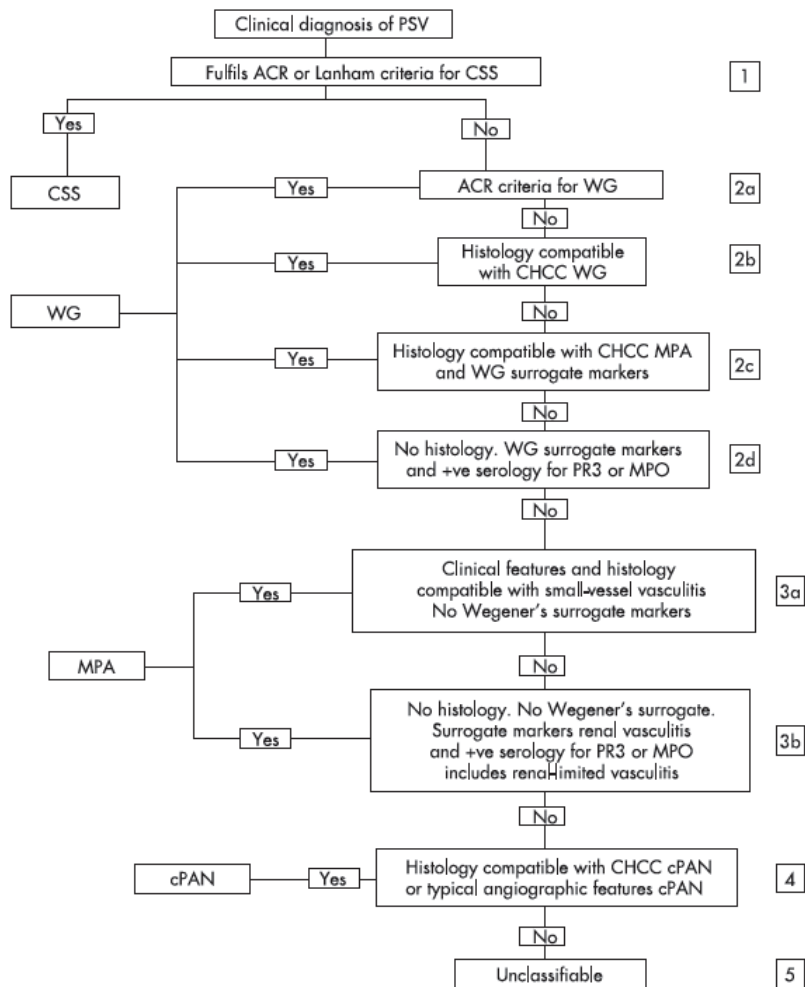 Clinical diagnosis of PSV
Fulfils ACR or Lanham criteria for CSS
1
Yes
No
CSS
Yes
ACR criteria for WG
2a
No
Yes
Histology compatible
with CHCC WG
2b
WG
No
Yes
Histology compatible with CHCC MPA
and WG surrogate markers
2c
No
Yes
No histology. WG surrogate markers
and +ve serology for PR3 or MPO
2d
No
Yes
Clinical features and histology
compatible with small-vessel vasculitis
No Wegener's surrogate markers
3a
MPA
No
Yes
No histology. No Wegener's surrogate.
Surrogate markers renal vasculitis
and +ve serology for PR3 or MPO
includes renal-limited vasculitis
3b
No
cPAN
Yes
Histology compatible with CHCC cPAN
or typical angiographic features cPAN
4
No
Unclassifiable
5